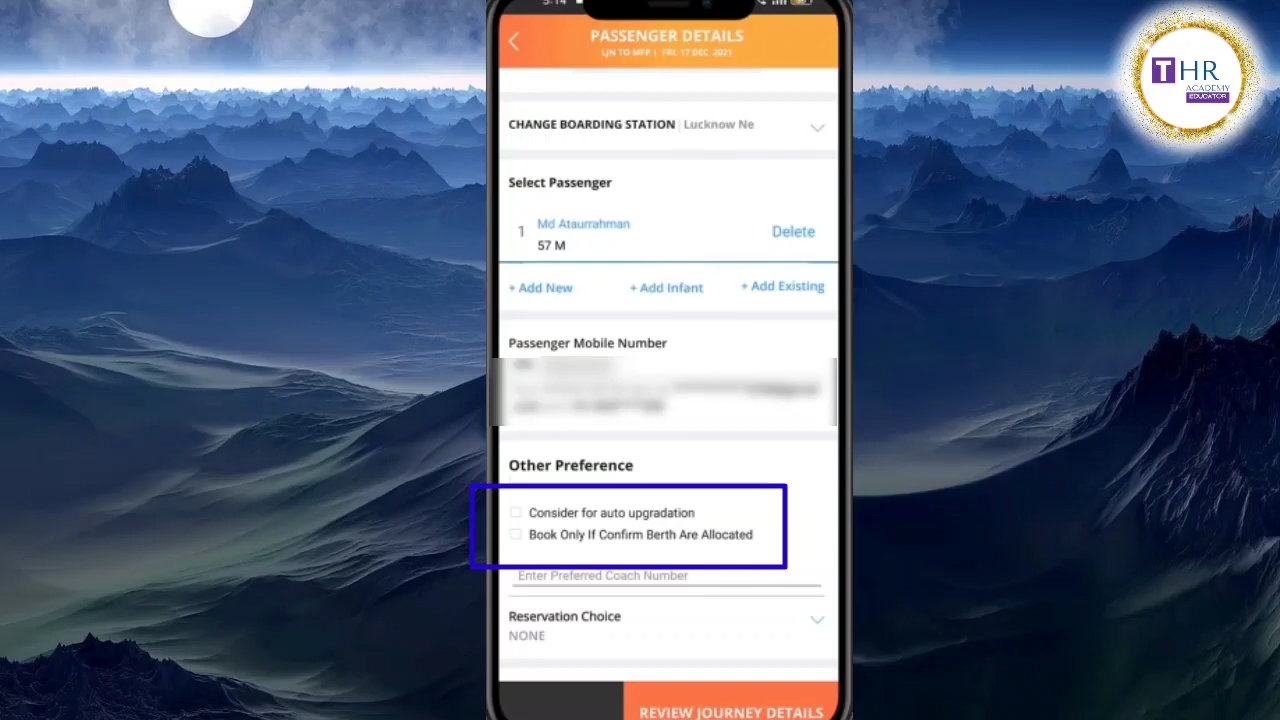 5:14
PASSENGER DETAILS
LJN TO MFP | FRI, 17 DEC 2021
CHANGE BOARDING STATION | Lucknow Ne
Select Passenger
1 Md Ataurrahman Delete
57 M
+ Add New + Add Infant + Add Existing
Passenger Mobile Number
Other Preference
Consider for auto upgradation
Book Only If Confirm Berth Are Allocated
Enter Preferred Coach Number
Reservation Choice
NONE
REVIEW JOURNEY DETAILS
THR
ACADEMY
EDUCATOR